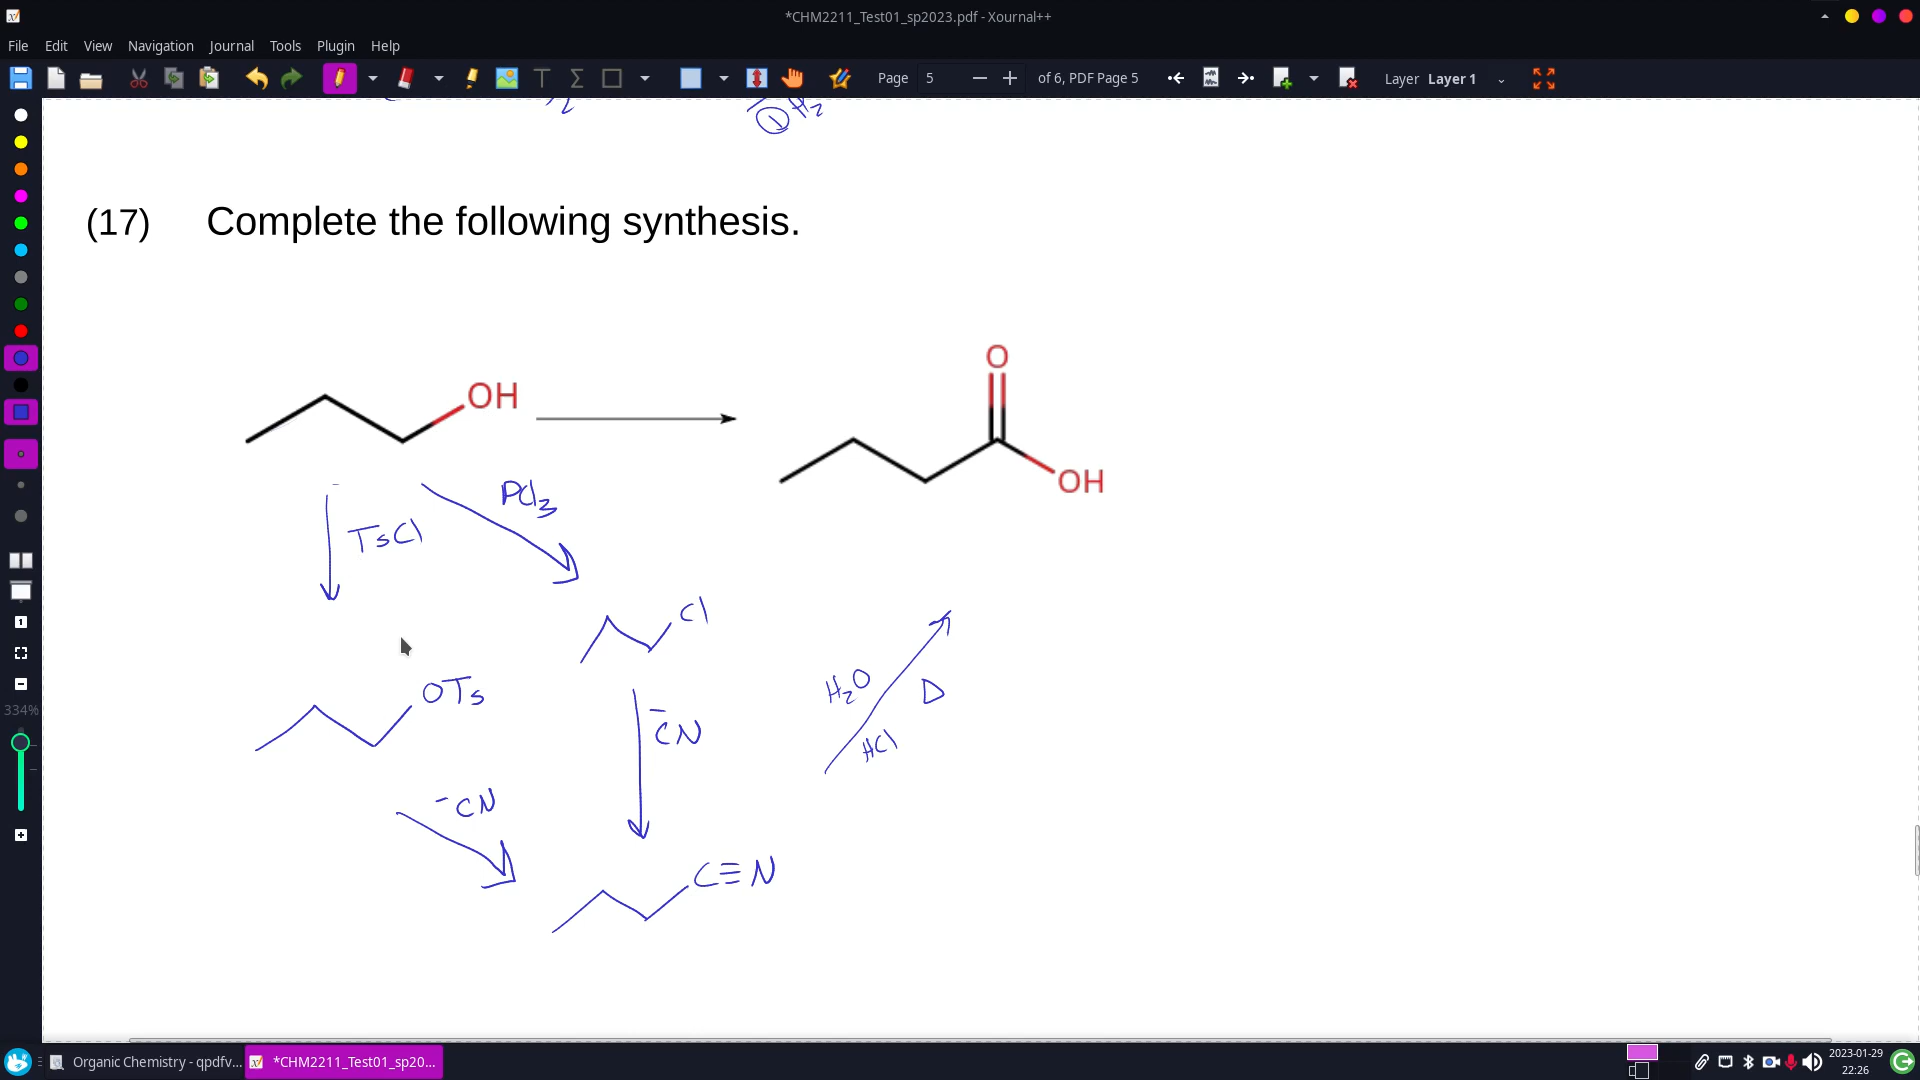 *CHM2211_Test01_sp2023.pdf - Xournal++
File Edit View Navigation Journal Tools Plugin Help
Page 5 of 6, PDF Page 5 Layer Layer 1
H2
(17) Complete the following synthesis.
O
OH
OH
PCl3
TsCl
Cl
H2O
OTs
-CN
HCl
-CN
C≡N
334%
Organic Chemistry - qpdfv...
*CHM2211_Test01_sp20...
2023-01-29
22:26